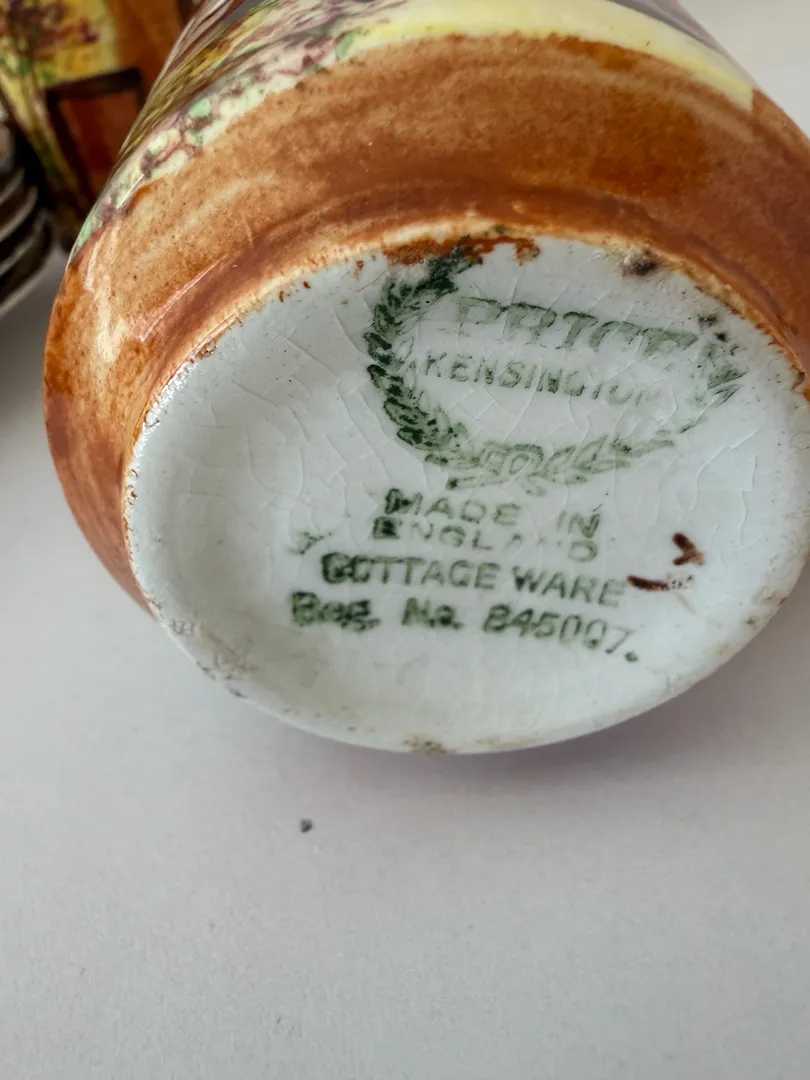 PRICE
KENSINGTON
MADE IN
ENGLAND
COTTAGE WARE
Reg. No. 845007.